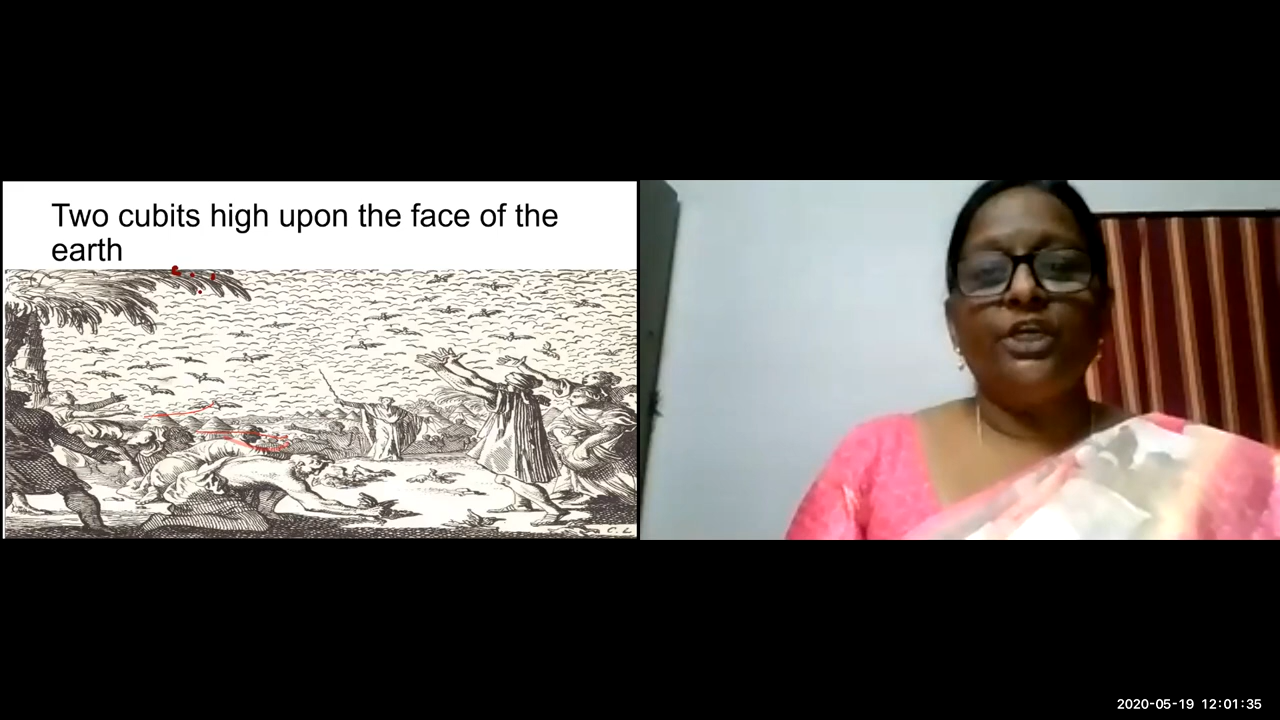 Two cubits high upon the face of the
earth
C. L
2020-05-19 12:01:35